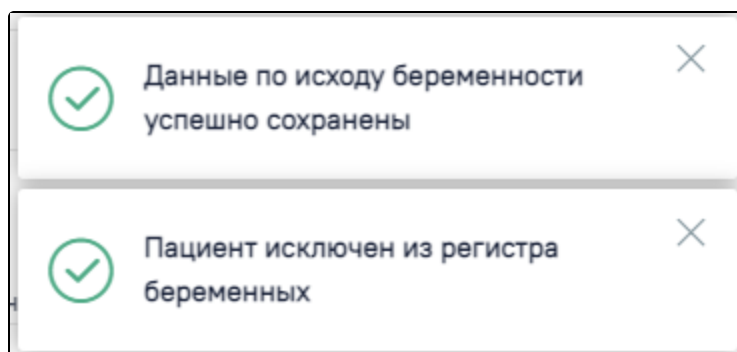 Данные по исходу беременности
успешно сохранены
Пациент исключен из регистра
беременных